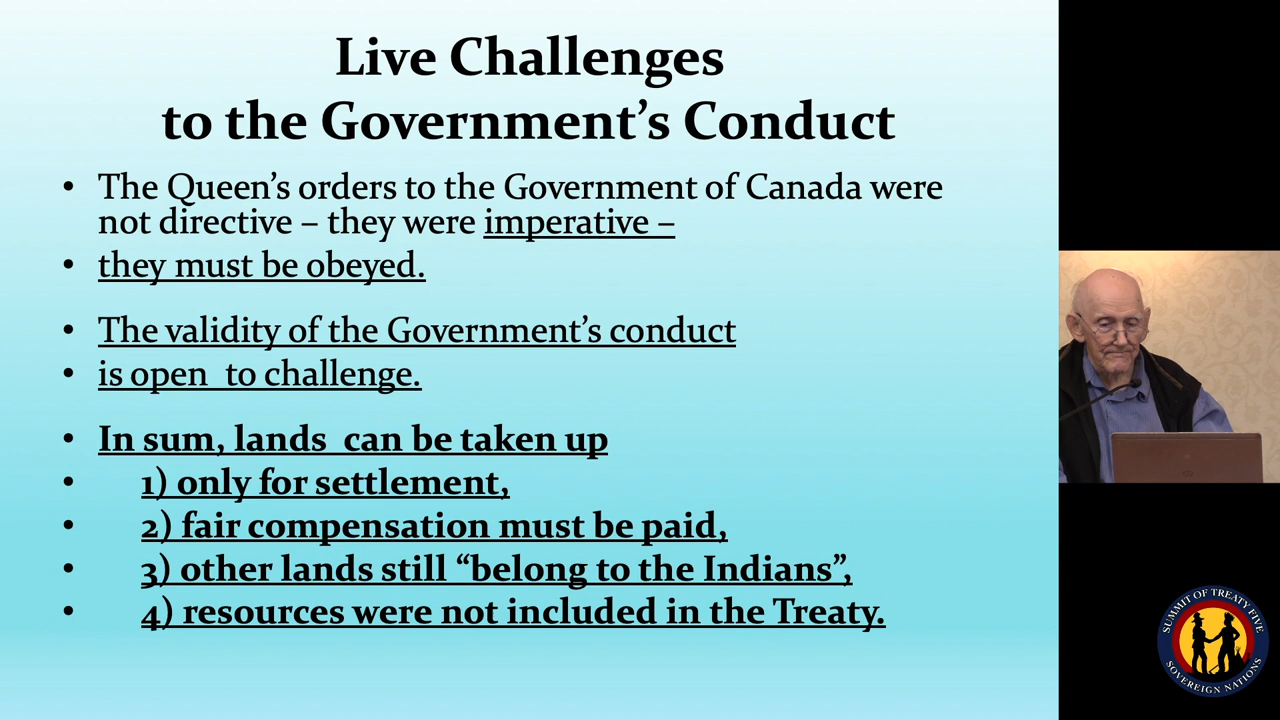 Live Challenges
to the Government’s Conduct
• The Queen’s orders to the Government of Canada were
not directive – they were imperative –
• they must be obeyed.
• The validity of the Government’s conduct
• is open  to challenge.
• In sum, lands  can be taken up
• 1) only for settlement,
• 2) fair compensation must be paid,
• 3) other lands still “belong to the Indians”,
• 4) resources were not included in the Treaty.
SUMMIT OF TREATY FIVE
SOVEREIGN NATIONS